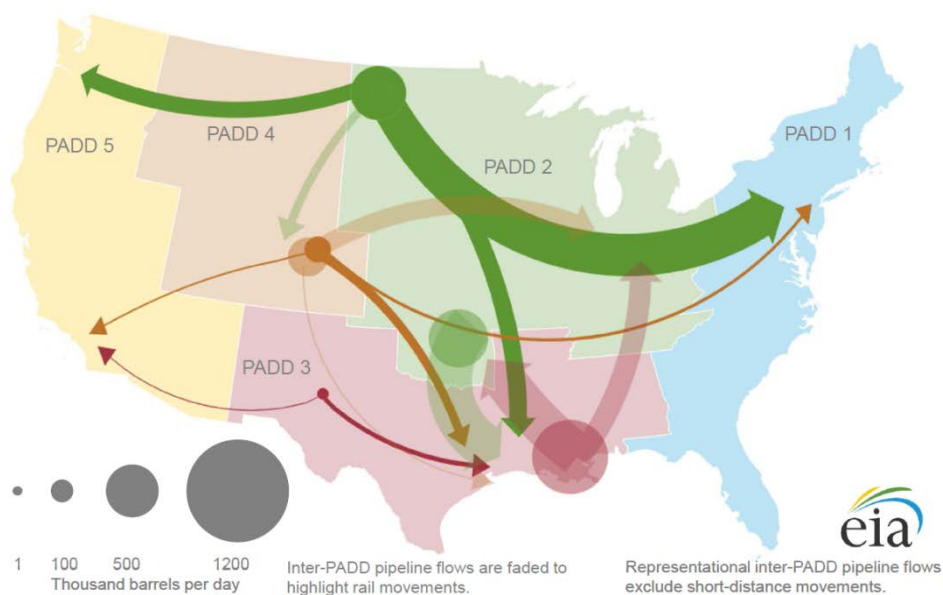 PADD 5
PADD 4
PADD 2
PADD 1
PADD 3
1 100 500 1200
Thousand barrels per day
Inter-PADD pipeline flows are faded to
highlight rail movements.
eia
Representational inter-PADD pipeline flows
exclude short-distance movements.